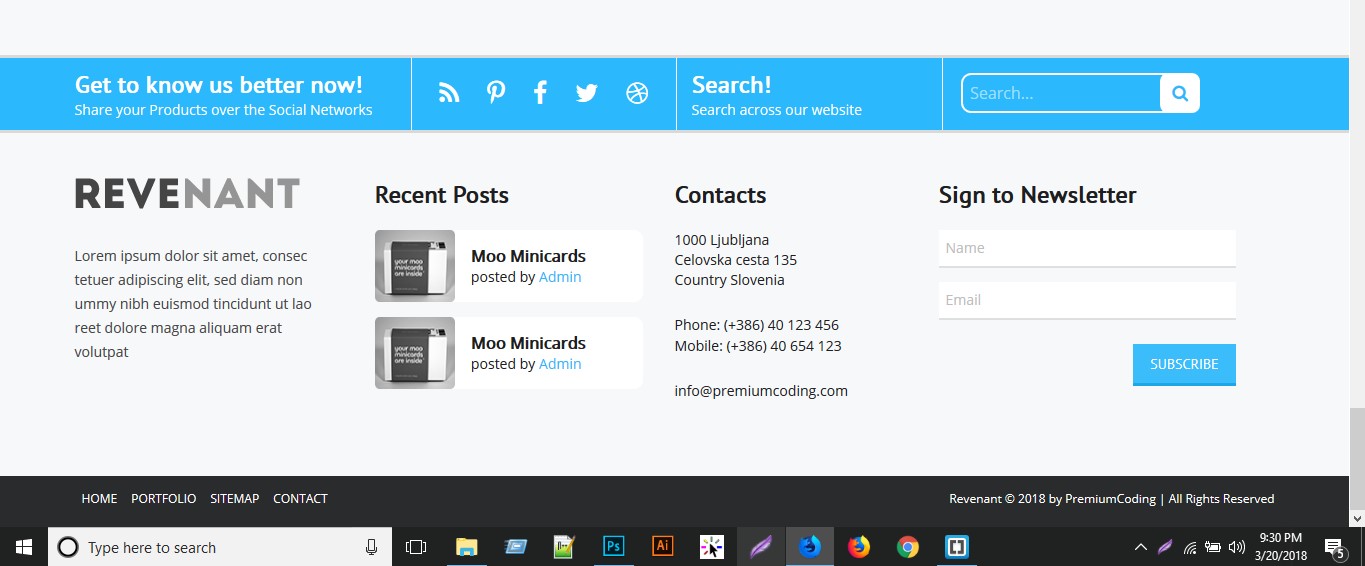 Get to know us better now!
Share your Products over the Social Networks
Search!
Search across our website
Search...
REVENANT
Lorem ipsum dolor sit amet, consec
tetuer adipiscing elit, sed diam non
ummy nibh euismod tincidunt ut lao
reet dolore magna aliquam erat
volutpat
Recent Posts
your moo
minicards
are inside
Moo Minicards
posted by Admin
your moo
minicards
are inside
Moo Minicards
posted by Admin
Contacts
1000 Ljubljana
Celovska cesta 135
Country Slovenia
Phone: (+386) 40 123 456
Mobile: (+386) 40 654 123
info@premiumcoding.com
Sign to Newsletter
Name
Email
SUBSCRIBE
HOME PORTFOLIO SITEMAP CONTACT
Revenant © 2018 by PremiumCoding | All Rights Reserved
Type here to search
Ps
Ai
9:30 PM
3/20/2018
5